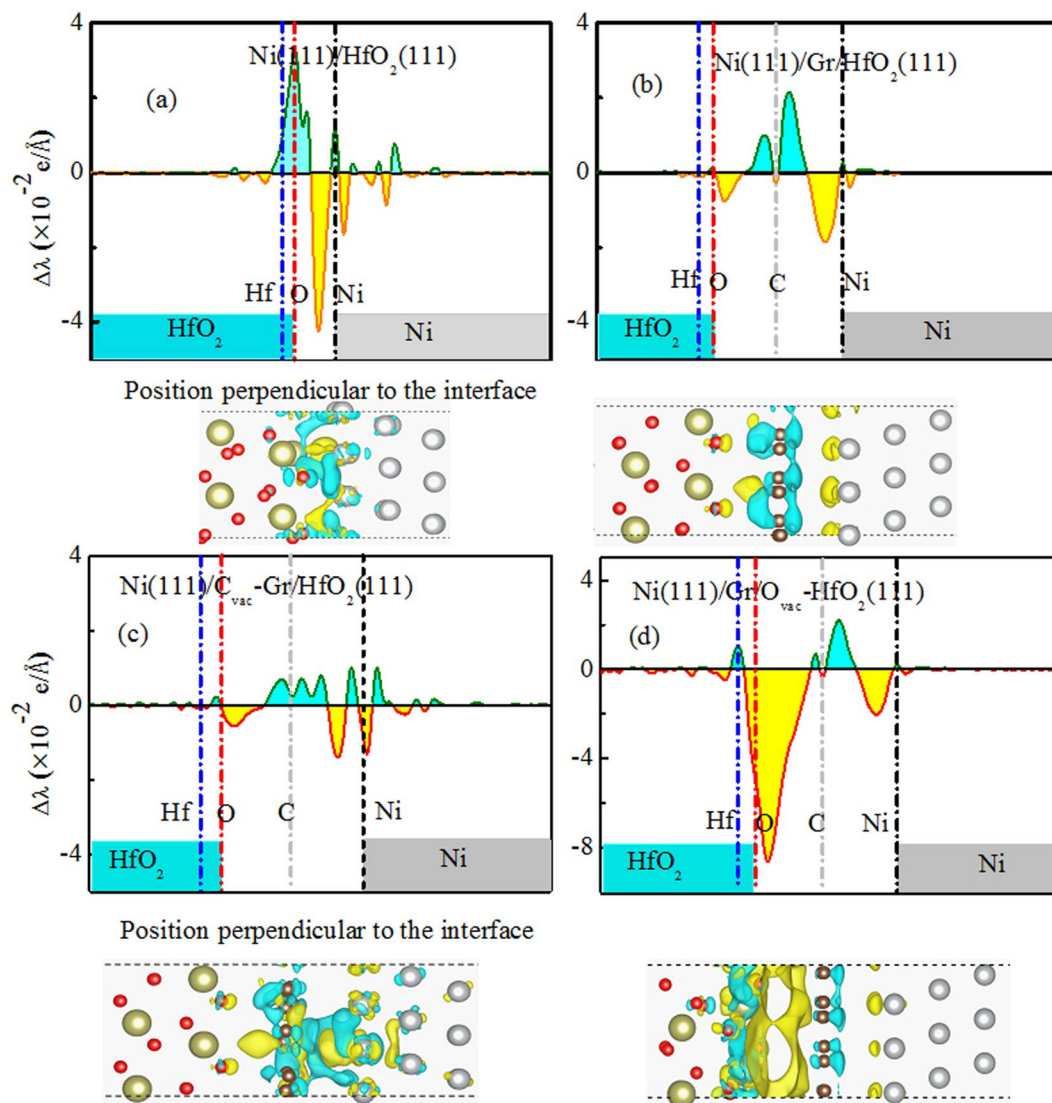 4
Ni(111)/HfO₂(111)
(a)
0
Δλ (×10⁻² e/Å)
Hf O Ni
-4
HfO₂
Ni
4
Ni(111)/Gr/HfO₂(111)
(b)
0
Hf O C Ni
-4
HfO₂
Ni
Position perpendicular to the interface
4
Ni(111)/Cvac-Gr/HfO₂(111)
(c)
0
Δλ (×10⁻² e/Å)
Hf O C Ni
-4
HfO₂
Ni
4
Ni(111)/Gr/Ovac-HfO₂(111)
(d)
0
-4
Hf O C Ni
-8
HfO₂
Ni
Position perpendicular to the interface